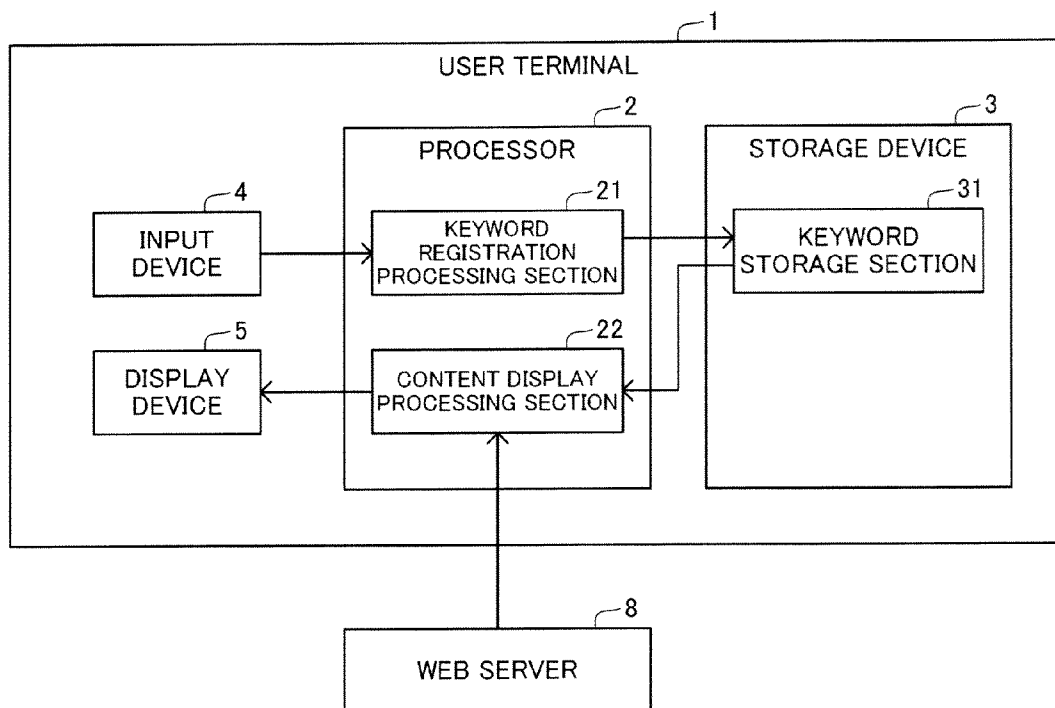 1
USER TERMINAL
2
PROCESSOR
3
STORAGE DEVICE
4
INPUT
DEVICE
21
KEYWORD
REGISTRATION
PROCESSING SECTION
31
KEYWORD
STORAGE SECTION
5
DISPLAY
DEVICE
22
CONTENT DISPLAY
PROCESSING SECTION
8
WEB SERVER